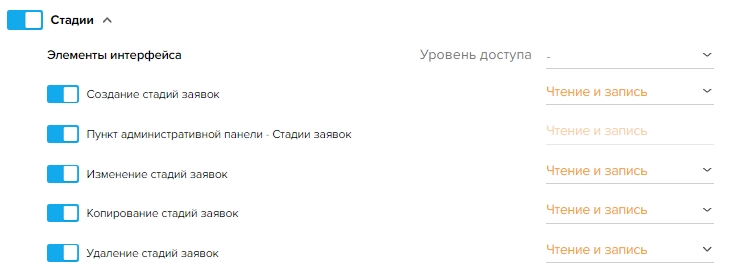 Стадии
Элементы интерфейса Уровень доступа -
Создание стадий заявок Чтение и запись
Пункт административной панели - Стадии заявок Чтение и запись
Изменение стадий заявок Чтение и запись
Копирование стадий заявок Чтение и запись
Удаление стадий заявок Чтение и запись